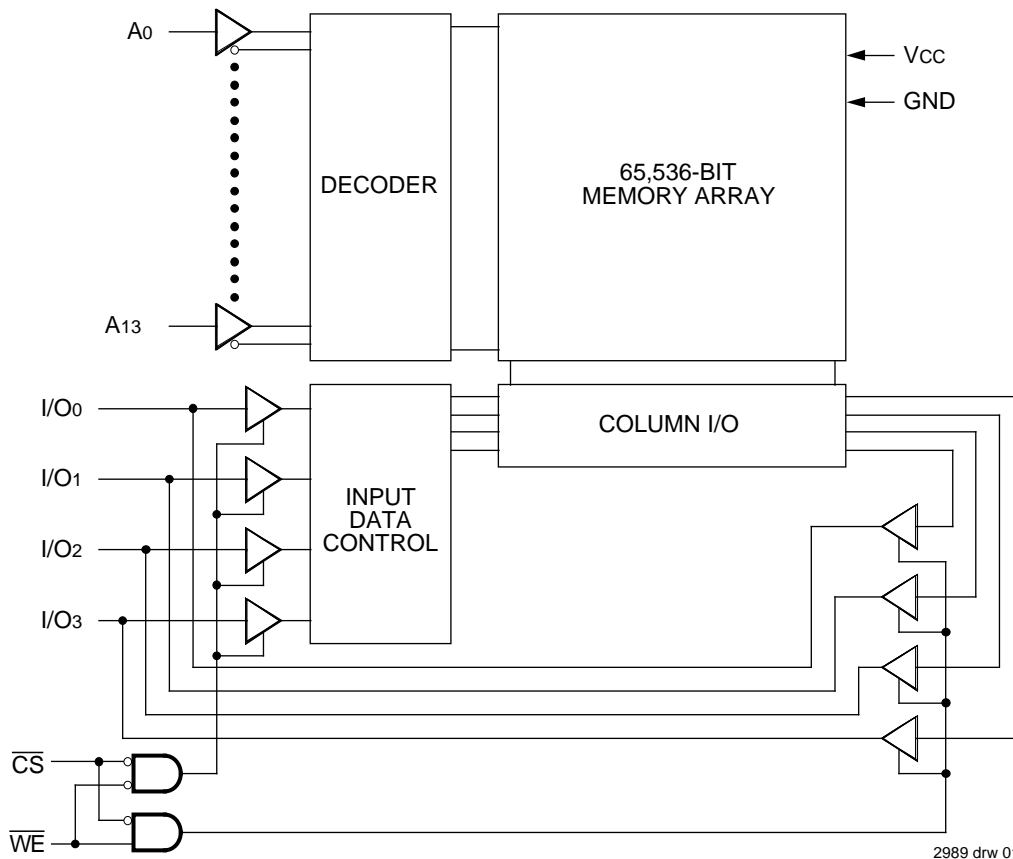 A0
VCC
GND
65,536-BIT
MEMORY ARRAY
DECODER
A13
I/O0
COLUMN I/O
I/O1
INPUT
DATA
CONTROL
I/O2
I/O3
CS
WE
2989 drw 01